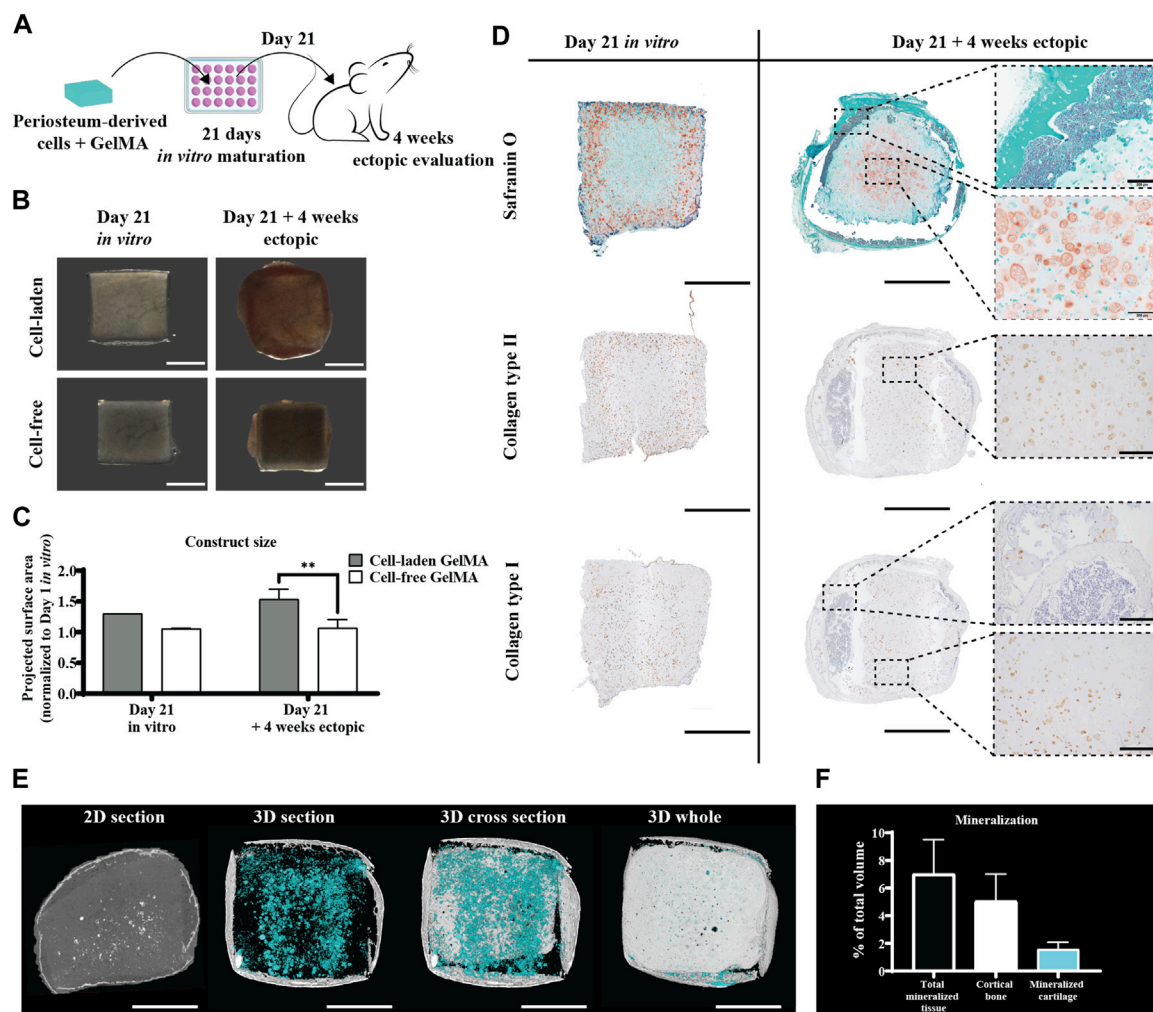 A
Day 21
Periosteum-derived
cells + GelMA
21 days
in vitro maturation
4 weeks
ectopic evaluation
B
Day 21
in vitro
Day 21 + 4 weeks
ectopic
Cell-laden
Cell-free
C
Construct size
Projected surface area
(normalized to Day 1 in vitro)
2.0
1.5
1.0
0.5
0.0
**
Cell-laden GelMA
Cell-free GelMA
Day 21
in vitro
Day 21
+ 4 weeks ectopic
D
Day 21 in vitro
Day 21 + 4 weeks ectopic
Safranin O
Collagen type II
Collagen type I
E
2D section
3D section
3D cross section
3D whole
F
Mineralization
% of total volume
10
8
6
4
2
0
Total
mineralized
tissue
Cortical
bone
Mineralized
cartilage